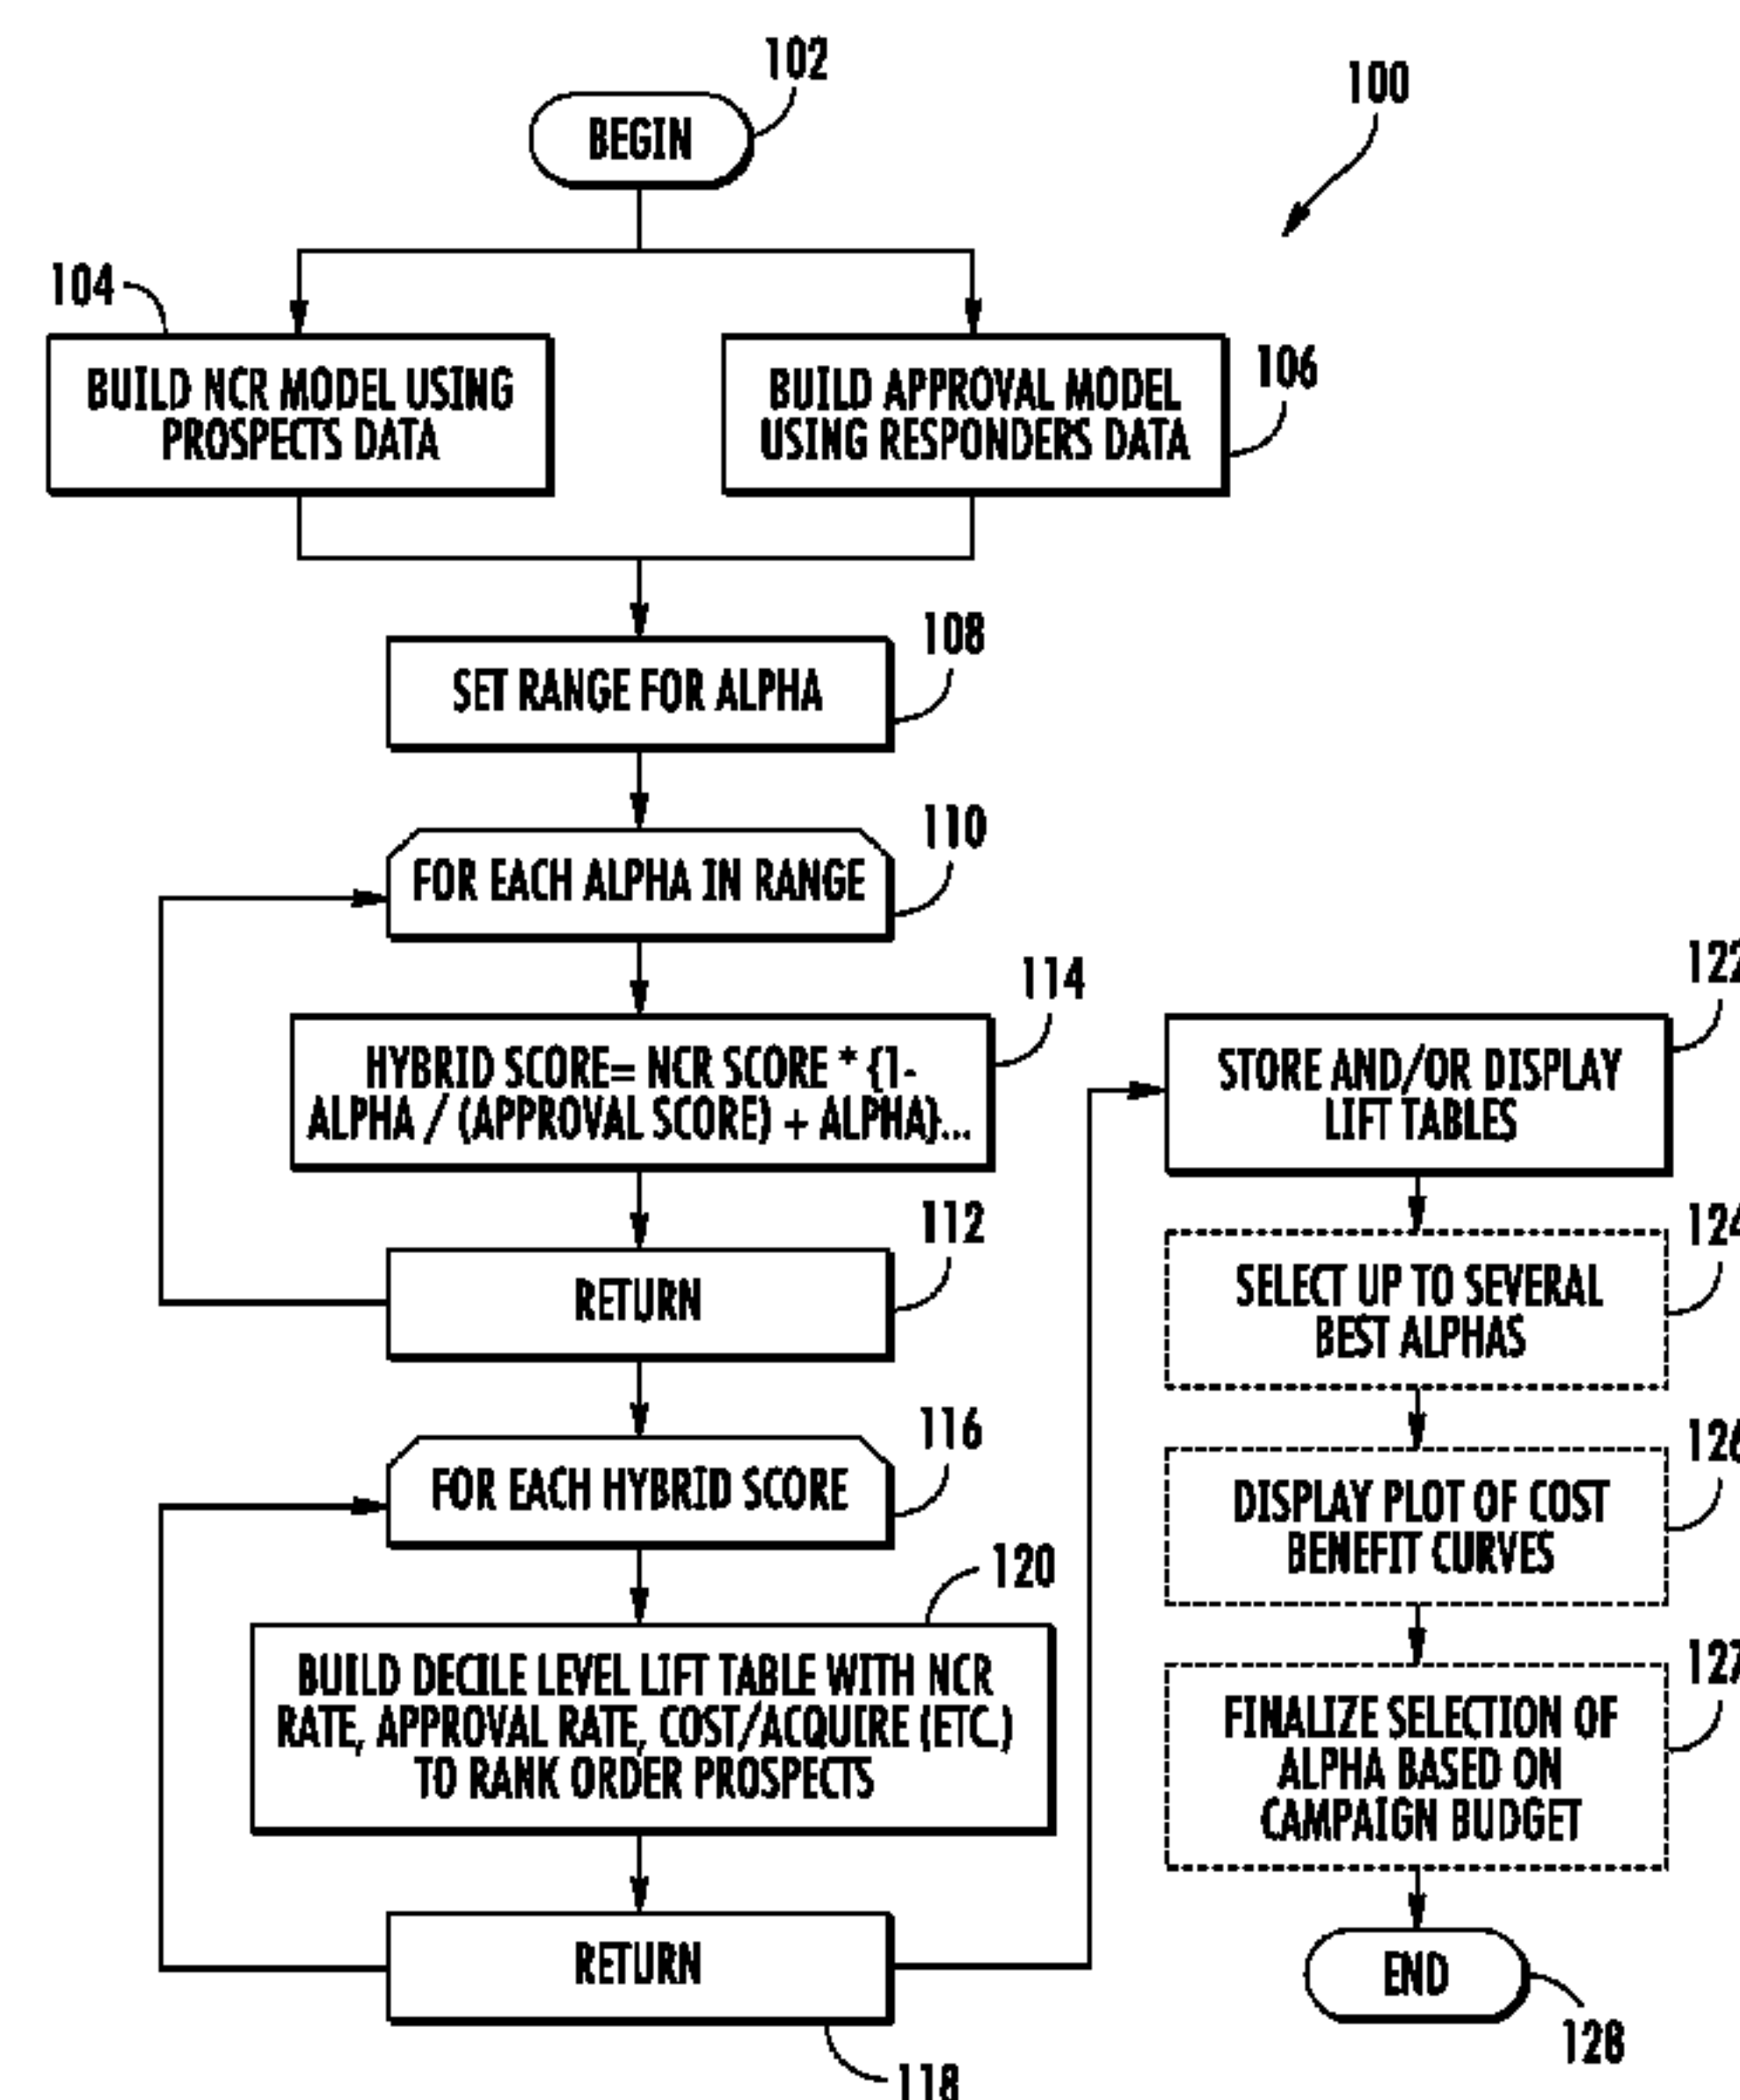 102
BEGIN
100
104
BUILD NCR MODEL USING
PROSPECTS DATA
BUILD APPROVAL MODEL
USING RESPONDERS DATA
106
108
SET RANGE FOR ALPHA
110
FOR EACH ALPHA IN RANGE
114
HYBRID SCORE= NCR SCORE * {1-
ALPHA / (APPROVAL SCORE) + ALPHA}...
112
RETURN
116
FOR EACH HYBRID SCORE
120
BUILD DECILE LEVEL LIFT TABLE WITH NCR
RATE, APPROVAL RATE, COST/ACQUIRE (ETC.)
TO RANK ORDER PROSPECTS
RETURN
118
122
STORE AND/OR DISPLAY
LIFT TABLES
124
SELECT UP TO SEVERAL
BEST ALPHAS
126
DISPLAY PLOT OF COST
BENEFIT CURVES
127
FINALIZE SELECTION OF
ALPHA BASED ON
CAMPAIGN BUDGET
END
128